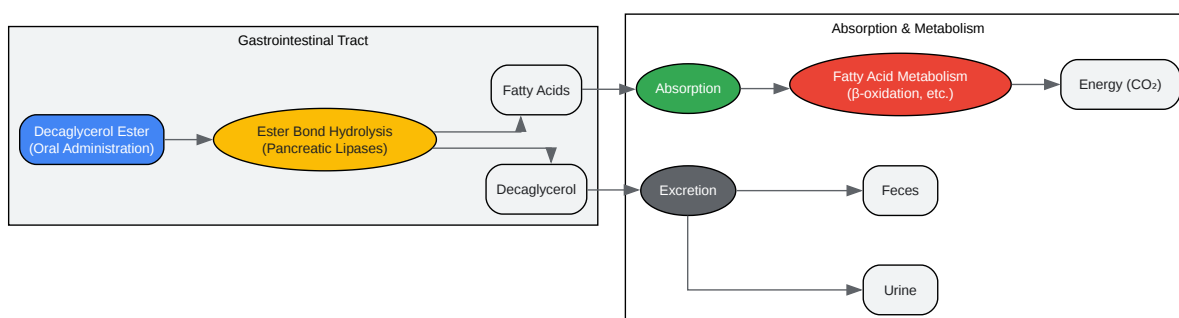 Gastrointestinal Tract
Decaglycerol Ester
(Oral Administration)
Ester Bond Hydrolysis
(Pancreatic Lipases)
Fatty Acids
Decaglycerol
Absorption & Metabolism
Absorption
Fatty Acid Metabolism
(β-oxidation, etc.)
Energy (CO₂)
Excretion
Feces
Urine